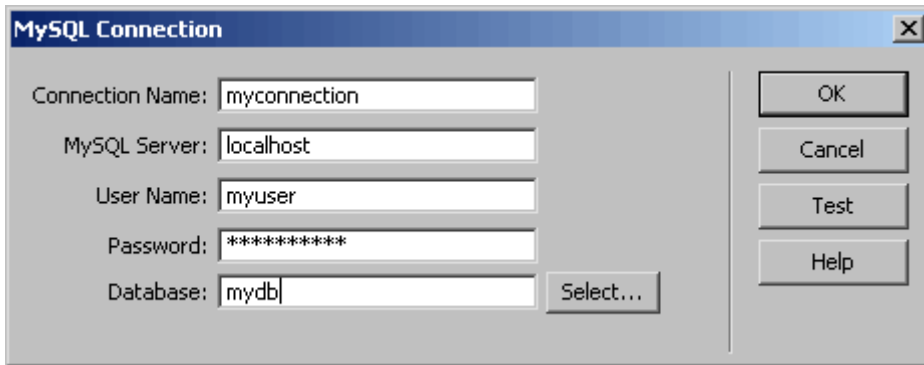 MySQL Connection
Connection Name: myconnection
OK
MySQL Server: localhost
Cancel
User Name: myuser
Test
Password: **********
Help
Database: mydb Select...